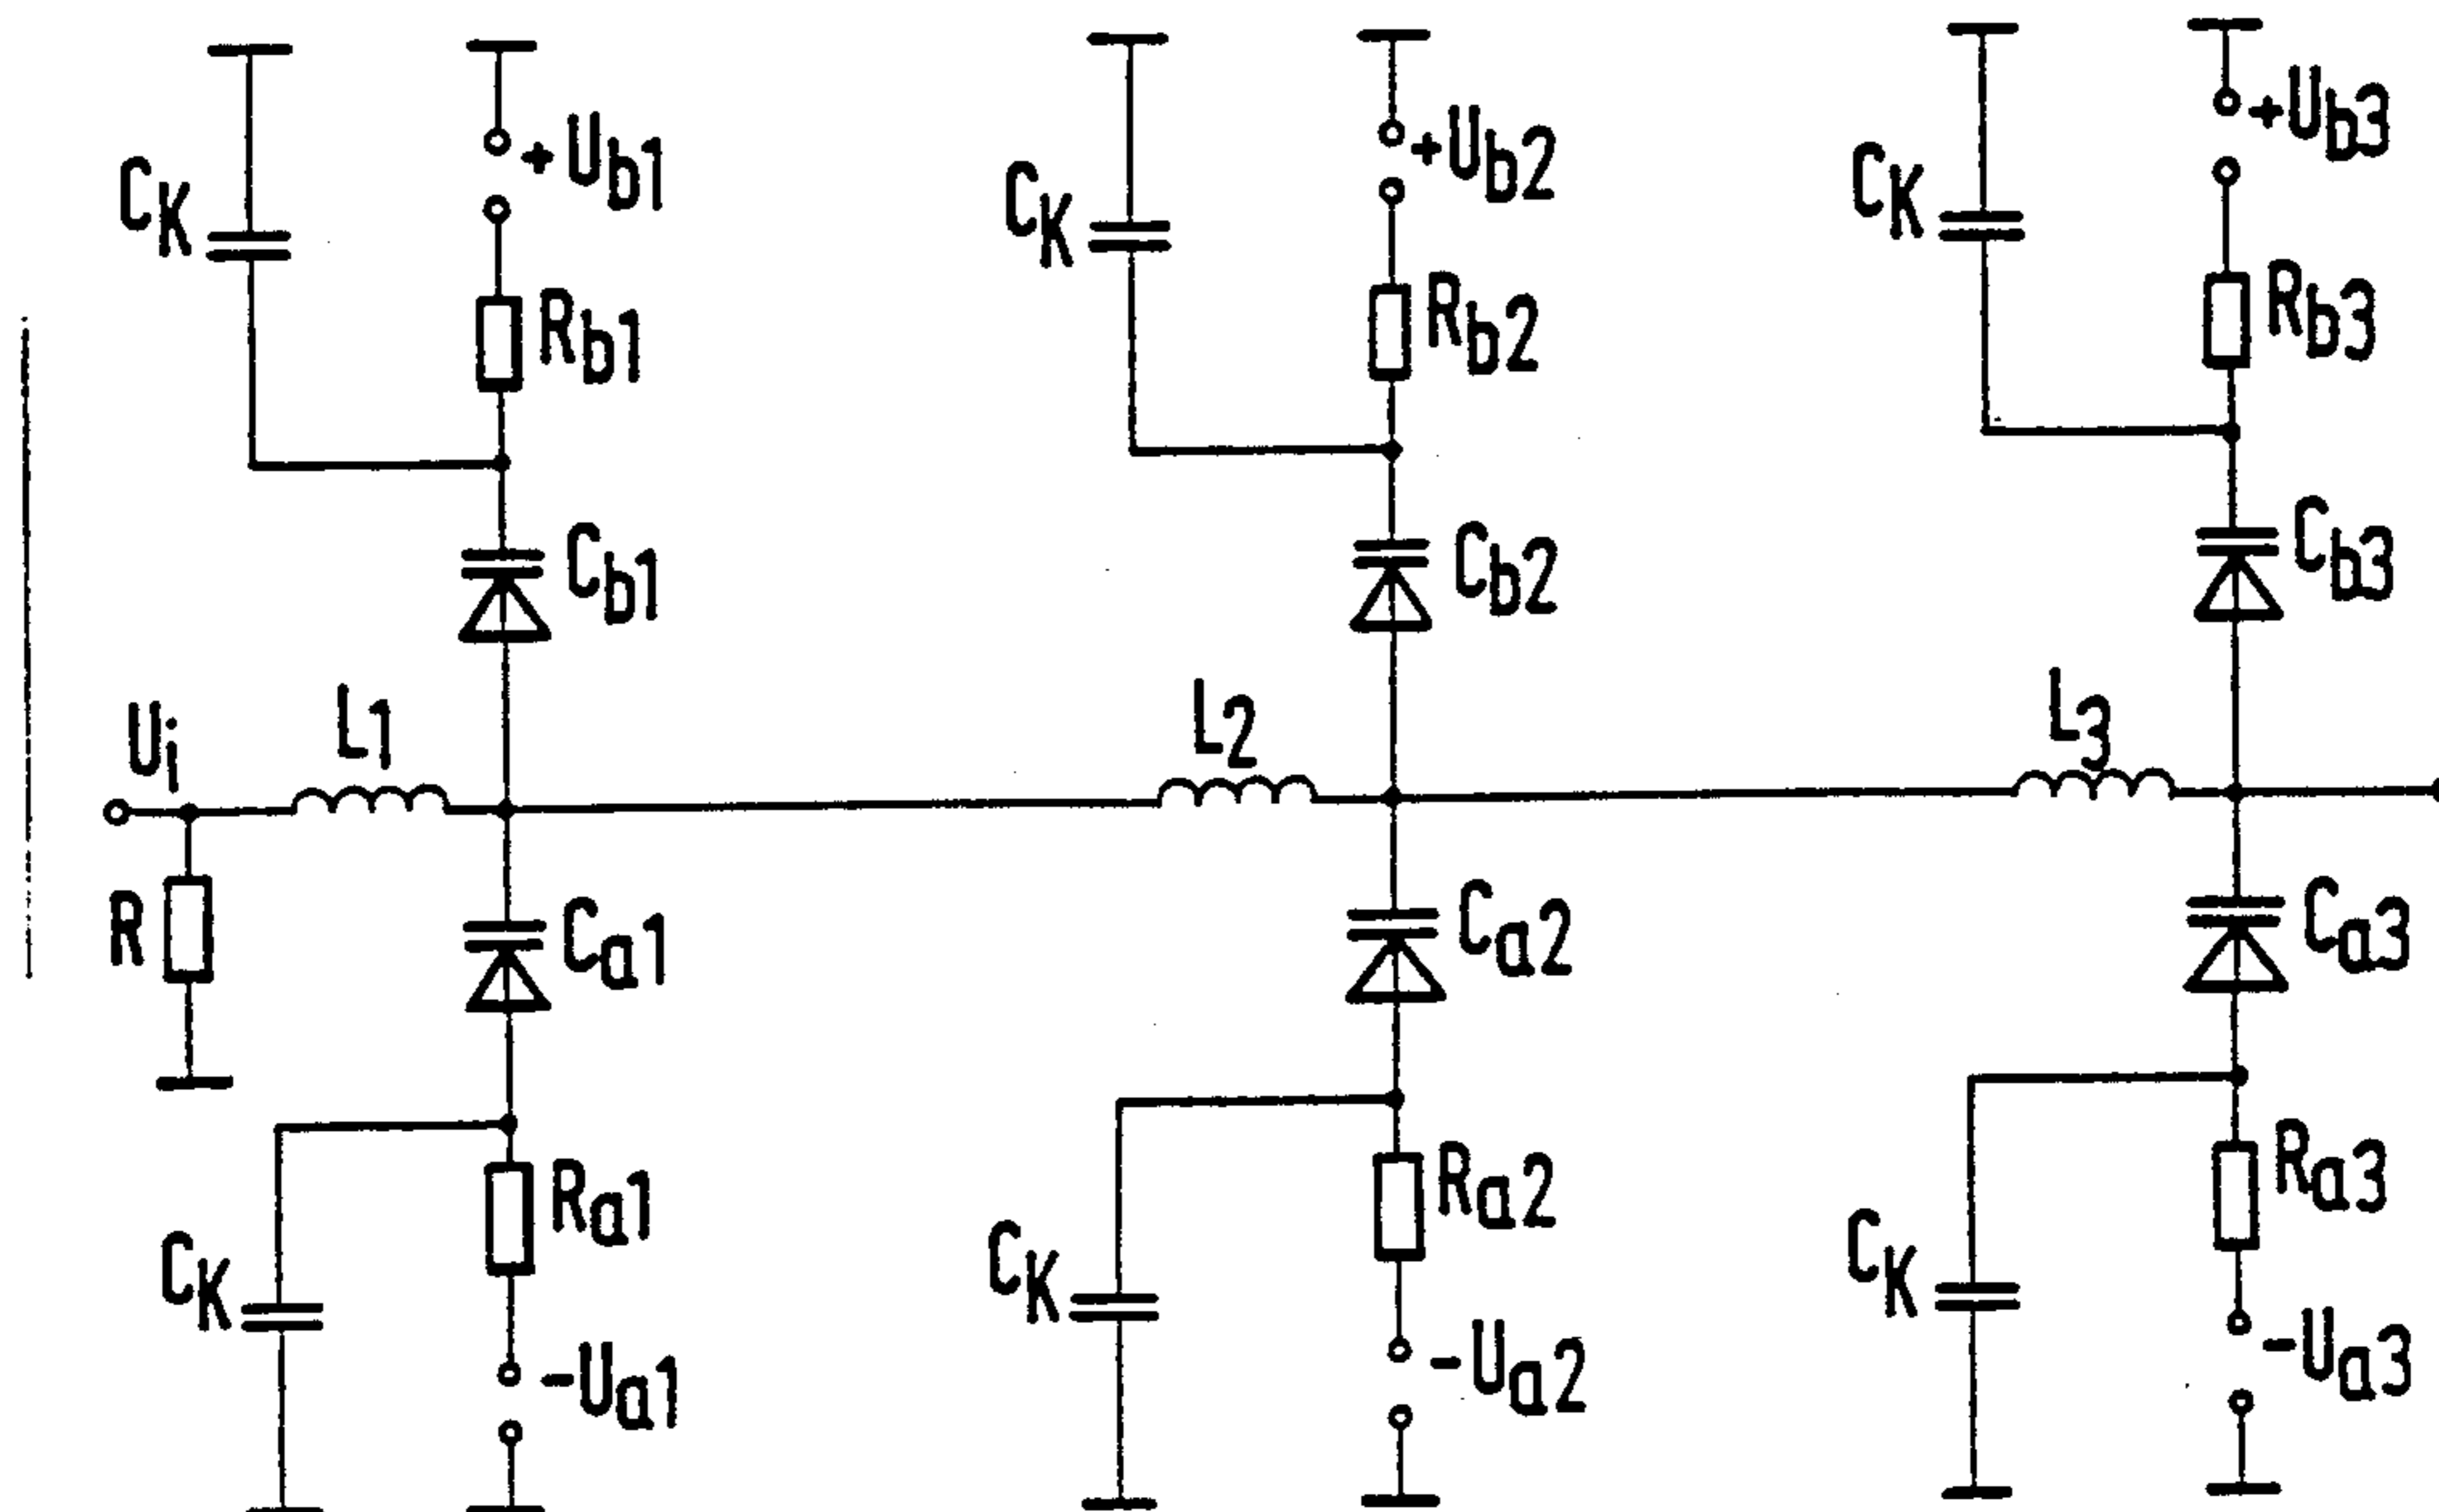 +Ub1
+Ub2
+Ub3
CK
CK
CK
Rb1
Rb2
Rb3
Cb1
Cb2
Cb3
Ui
L1
L2
L3
R
Ca1
Ca2
Ca3
Ra1
Ra2
Ra3
CK
CK
CK
-Ua1
-Ua2
-Ua3